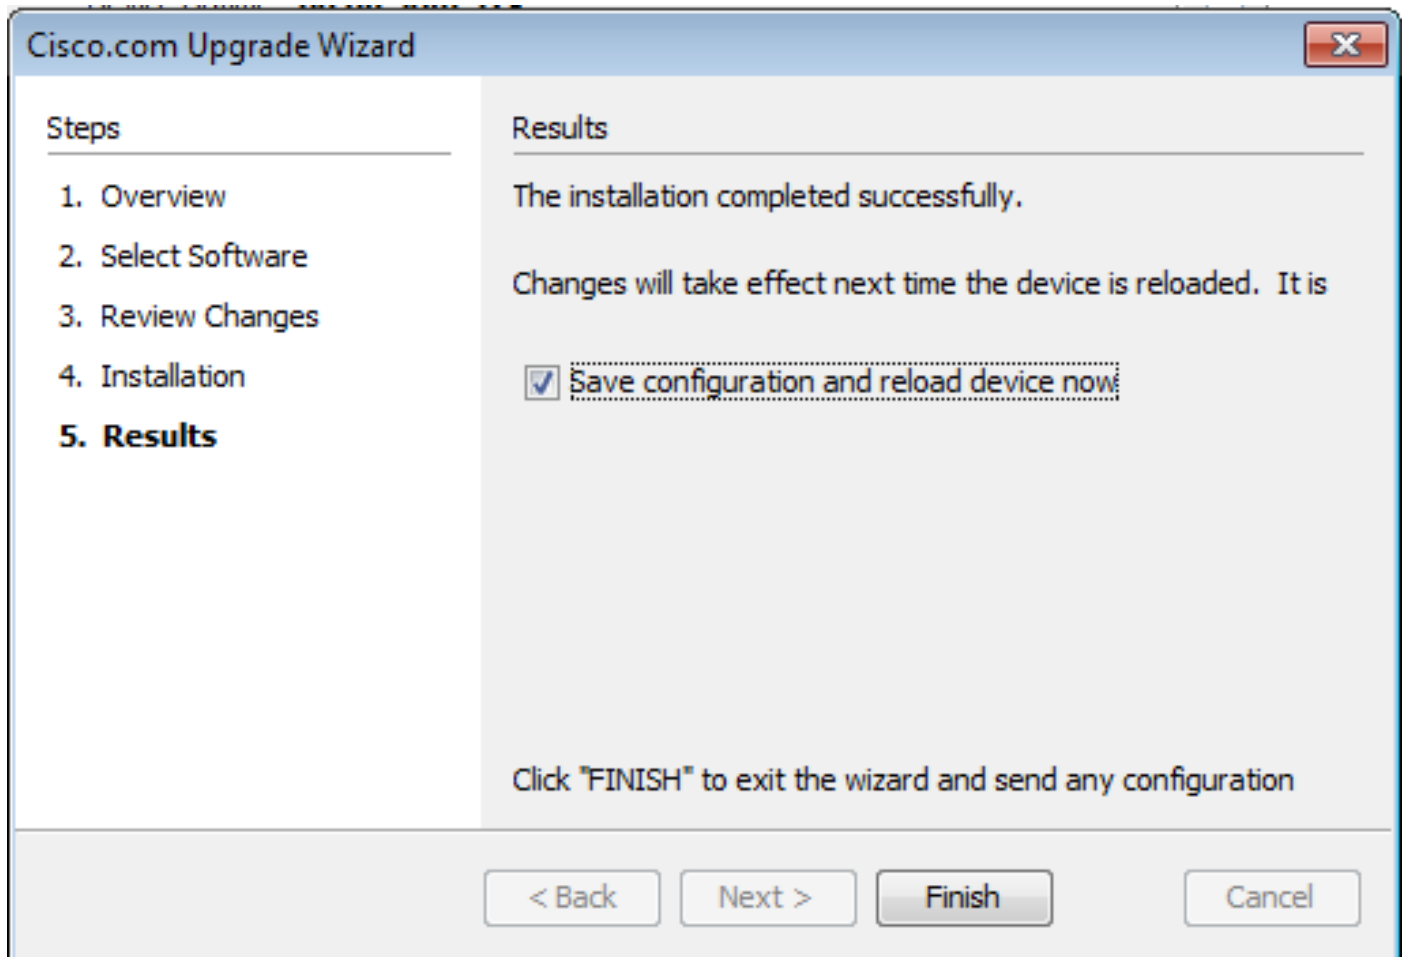 Cisco.com Upgrade Wizard
Steps
1. Overview
2. Select Software
3. Review Changes
4. Installation
5. Results
Results
The installation completed successfully.
Changes will take effect next time the device is reloaded. It is
Save configuration and reload device now
Click "FINISH" to exit the wizard and send any configuration
< Back
Next >
Finish
Cancel